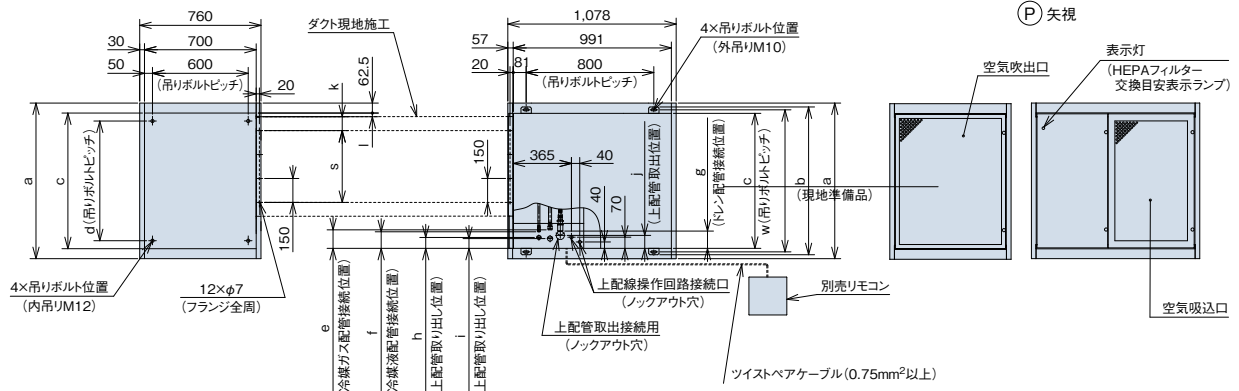 760
30
700
50
600
(吊りボルトピッチ)
20
62.5
k
l
s
150
150
a
c
d(吊りボルトピッチ)
4×吊りボルト位置
(内吊りM12)
12×φ7
(フランジ全周)
ダクト現地施工
1,078
57
991
20
81
800
(吊りボルトピッチ)
4×吊りボルト位置
(外吊りM10)
150
365
40
40
70
j
(上配管取出位置)
g
(ドレン配管接続位置)
c
w(吊りボルトピッチ)
b
a
e
冷媒ガス配管接続位置)
f
冷媒液配管接続位置)
h
上配管取り出し位置)
i
上配管取り出し位置)
上配線操作回路接続口
(ノックアウト穴)
上配管取出接続用
(ノックアウト穴)
別売リモコン
ツイストペアケーブル(0.75mm²以上)
P 矢視
空気吹出口
(現地準備品)
表示灯
(HEPAフィルター
交換目安表示ランプ)
空気吸込口